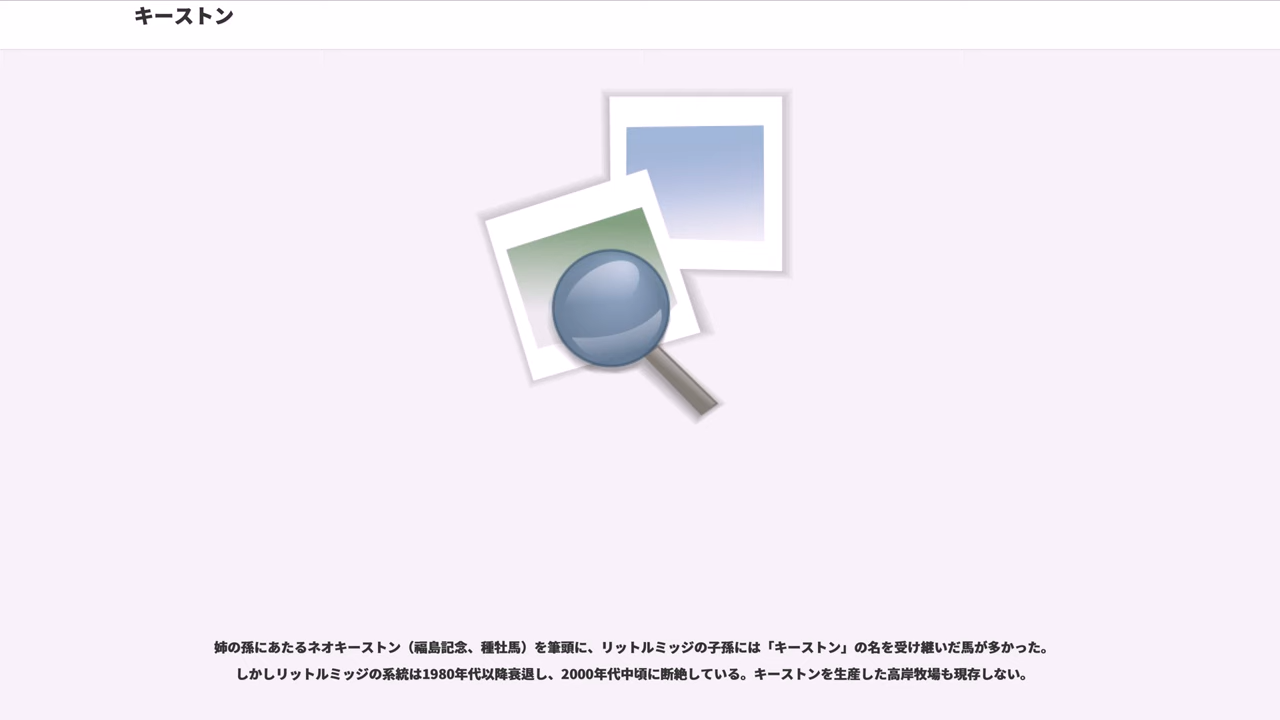 キーストン
姉の孫にあたるネオキーストン（福島記念、種牡馬）を筆頭に、リットルミッジの子孫には「キーストン」の名を受け継いだ馬が多かった。
しかしリットルミッジの系統は1980年代以降衰退し、2000年代中頃に断絶している。キーストンを生産した高岸牧場も現存しない。